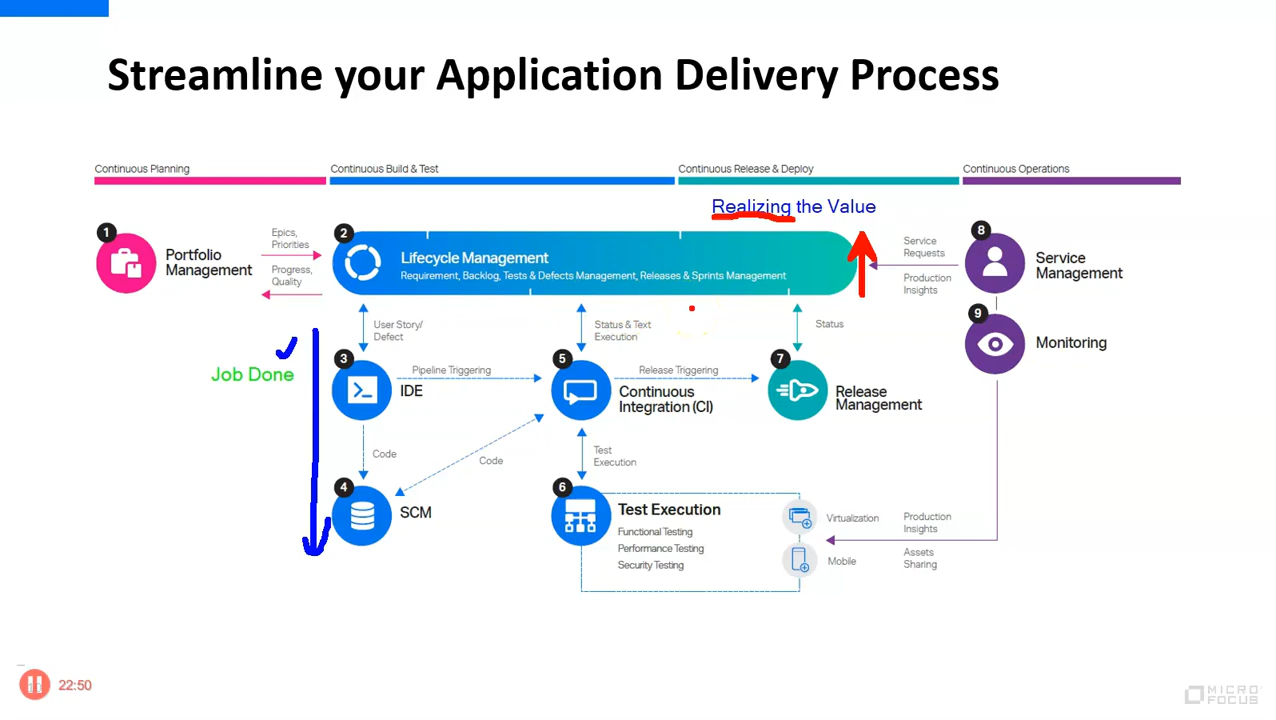 Streamline your Application Delivery Process
Continuous Planning
Continuous Build & Test
Continuous Release & Deploy
Continuous Operations
Realizing the Value
1
Portfolio
Management
Epics,
Priorities
Progress,
Quality
2
Lifecycle Management
Requirement, Backlog, Tests & Defects Management, Releases & Sprints Management
Service
Requests
Production
Insights
8
Service
Management
9
Monitoring
User Story/
Defect
Status & Text
Execution
Status
Job Done
3
IDE
Pipeline Triggering
5
Continuous
Integration (CI)
Release Triggering
7
Release
Management
Code
Code
Test
Execution
4
SCM
6
Test Execution
Functional Testing
Performance Testing
Security Testing
Virtualization
Mobile
Production
Insights
Assets
Sharing
22:50
MICRO
FOCUS